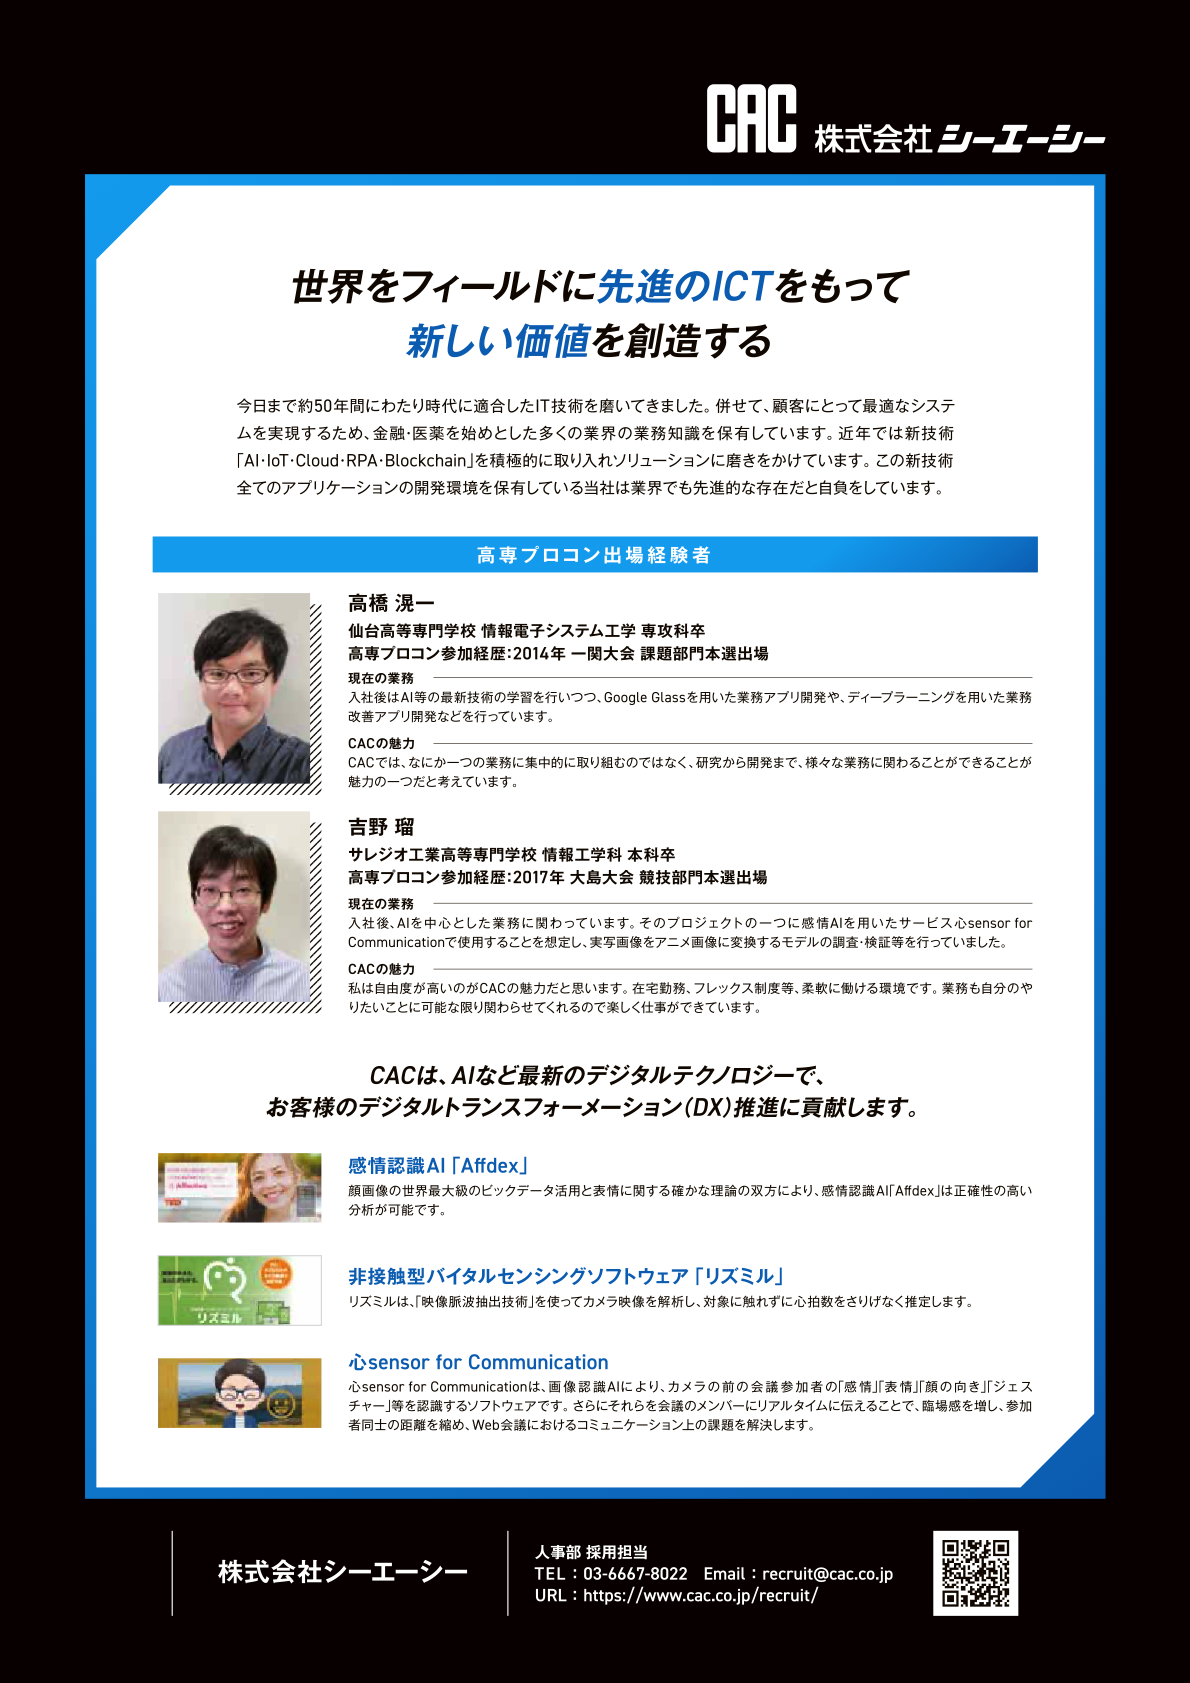 CAC 株式会社シーエーシー
世界をフィールドに先進のICTをもって
新しい価値を創造する
今日まで約50年間にわたり時代に適合したIT技術を磨いてきました。併せて、顧客にとって最適なシステ
ムを実現するため、金融・医薬を始めとした多くの業界の業務知識を保有しています。近年では新技術
「AI・IoT・Cloud・RPA・Blockchain」を積極的に取り入れソリューションに磨きをかけています。この新技術
全てのアプリケーションの開発環境を保有している当社は業界でも先進的な存在だと自負をしています。
高専プロコン出場経験者
高橋 滉一
仙台高等専門学校 情報電子システム工学 専攻科卒
高専プロコン参加経歴：2014年 一関大会 課題部門本選出場
現在の業務
入社後はAI等の最新技術の学習を行いつつ、Google Glassを用いた業務アプリ開発や、ディープラーニングを用いた業務
改善アプリ開発などを行っています。
CACの魅力
CACでは、なにか一つの業務に集中的に取り組むのではなく、研究から開発まで、様々な業務に関わることができることが
魅力の一つだと考えています。
吉野 瑠
サレジオ工業高等専門学校 情報工学科 本科卒
高専プロコン参加経歴：2017年 大島大会 競技部門本選出場
現在の業務
入社後、AIを中心とした業務に関わっています。そのプロジェクトの一つに感情AIを用いたサービス心sensor for
Communicationで使用することを想定し、実写画像をアニメ画像に変換するモデルの調査・検証等を行っていました。
CACの魅力
私は自由度が高いのがCACの魅力だと思います。在宅勤務、フレックス制度等、柔軟に働ける環境です。業務も自分のや
りたいことに可能な限り関わらせてくれるので楽しく仕事ができています。
CACは、AIなど最新のデジタルテクノロジーで、
お客様のデジタルトランスフォーメーション（DX）推進に貢献します。
感情認識AI「Affdex」
顔画像の世界最大級のビックデータ活用と表情に関する確かな理論の双方により、感情認識AI「Affdex」は正確性の高い
分析が可能です。
リズミル
非接触型バイタルセンシングソフトウェア「リズミル」
リズミルは、「映像脈波抽出技術」を使ってカメラ映像を解析し、対象に触れずに心拍数をさりげなく推定します。
心sensor for Communication
心sensor for Communicationは、画像認識AIにより、カメラの前の会議参加者の「感情」「表情」「顔の向き」「ジェス
チャー」等を認識するソフトウェアです。さらにそれらを会議のメンバーにリアルタイムに伝えることで、臨場感を増し、参加
者同士の距離を縮め、Web会議におけるコミュニケーション上の課題を解決します。
株式会社シーエーシー
人事部 採用担当
TEL：03-6667-8022 Email：recruit@cac.co.jp
URL：https://www.cac.co.jp/recruit/